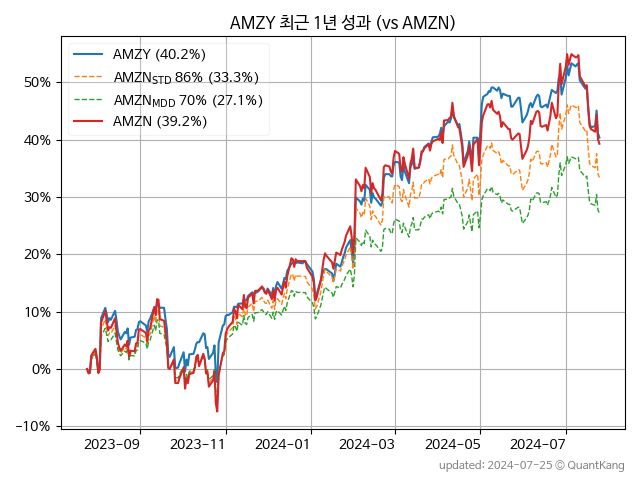 AMZY 최근 1년 성과 (vs AMZN)
AMZY (40.2%)
AMZN_STD 86% (33.3%)
AMZN_MDD 70% (27.1%)
AMZN (39.2%)
50%
40%
30%
20%
10%
0%
−10%
2023−09
2023−11
2024−01
2024−03
2024−05
2024−07
updated: 2024−07−25 © QuantKang